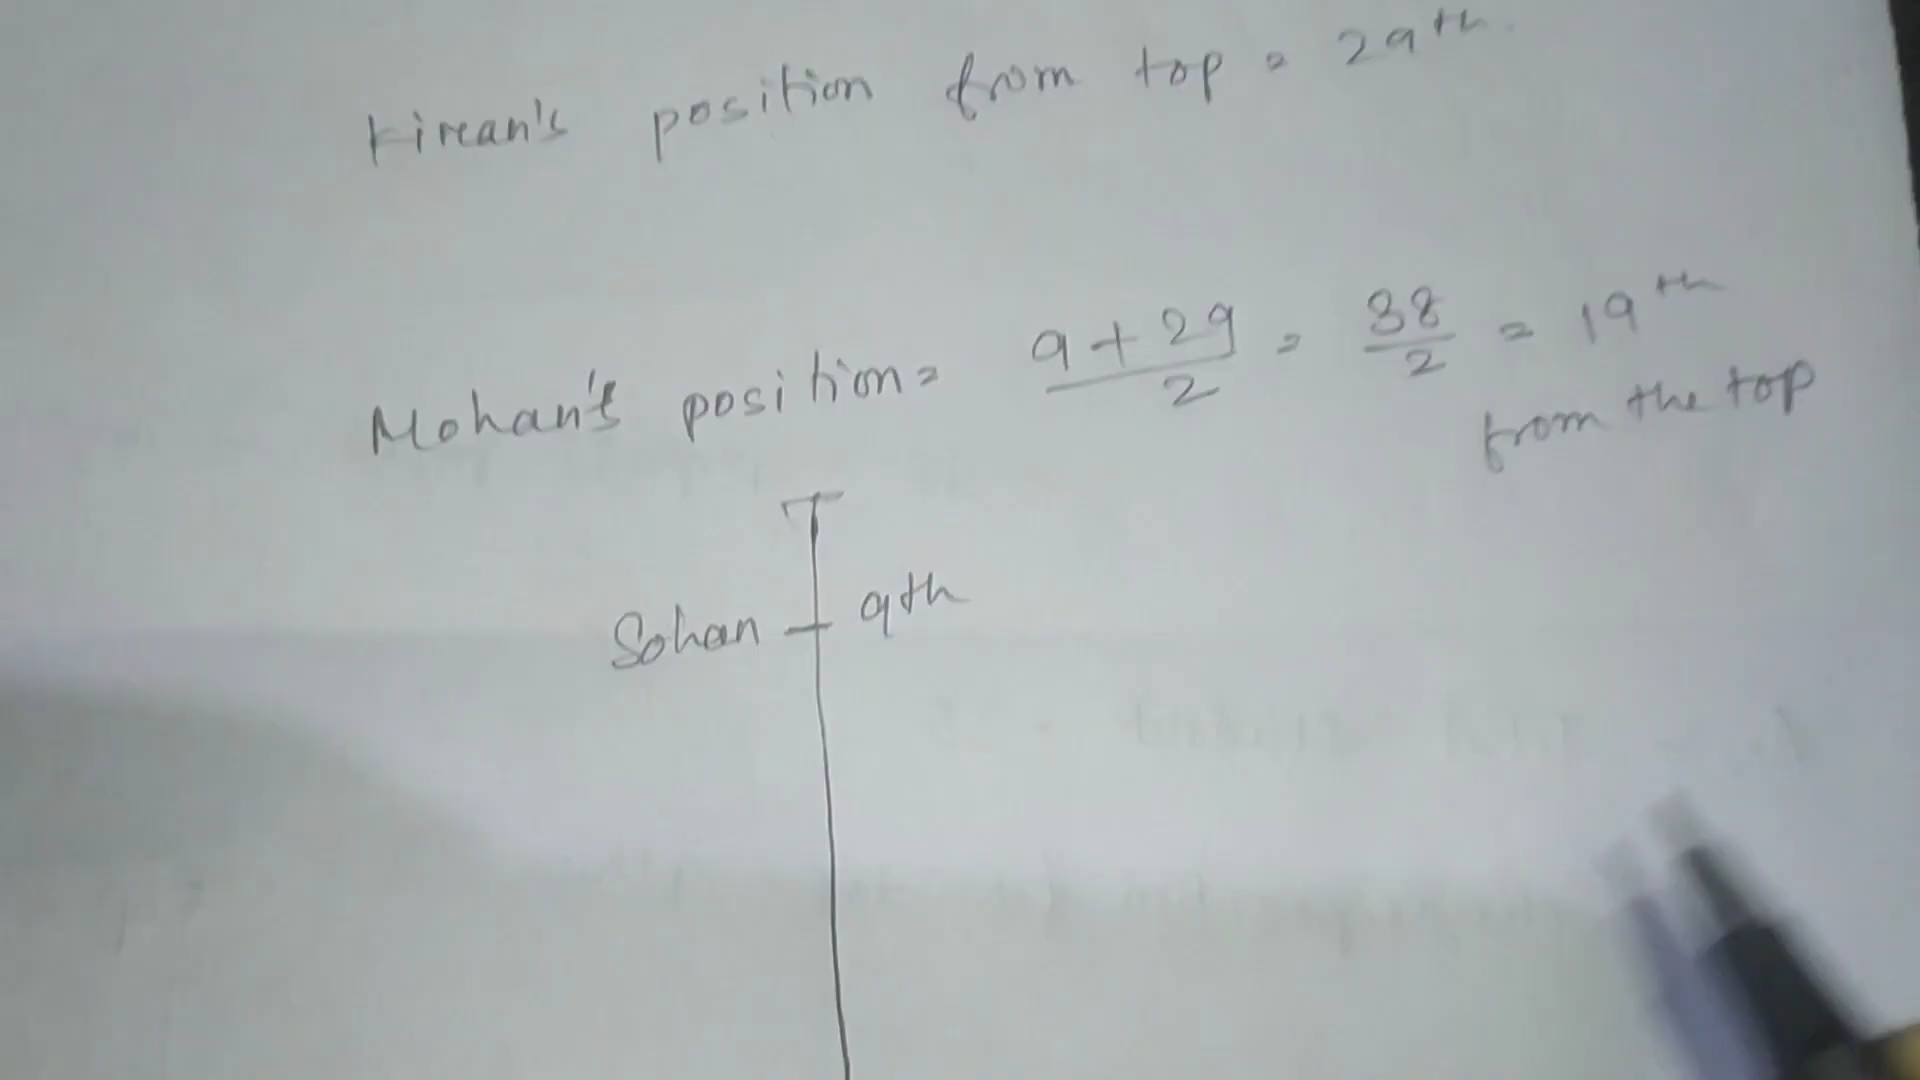 Kiran's position from top = 29th
Mohan's position = 9+29/2 = 38/2 = 19th
from the top
Sohan 9th